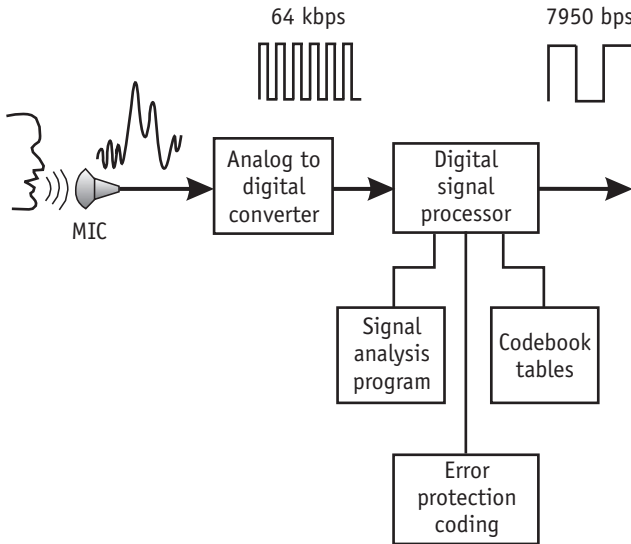 64 kbps
7950 bps
MIC
Analog to
digital
converter
Digital
signal
processor
Signal
analysis
program
Codebook
tables
Error
protection
coding